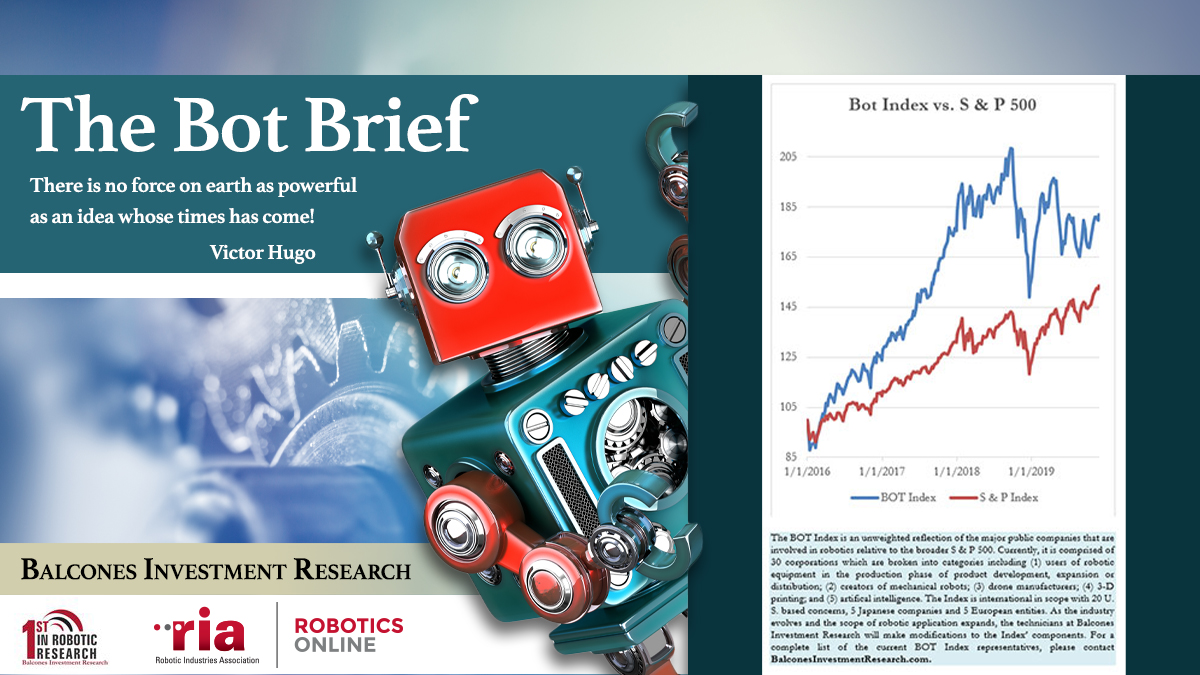 The Bot Brief
There is no force on earth as powerful
as an idea whose times has come!
Victor Hugo
BALCONES INVESTMENT RESEARCH
1ST
IN ROBOTIC
RESEARCH
Balcones Investment Research
ria
Robotic Industries Association
ROBOTICS
ONLINE
Bot Index vs. S & P 500
205
185
165
145
125
105
85
1/1/2016 1/1/2017 1/1/2018 1/1/2019
BOT Index S & P Index
The BOT Index is an unweighted reflection of the major public companies that are
involved in robotics relative to the broader S & P 500. Currently, it is comprised of
30 corporations which are broken into categories including (1) users of robotic
equipment in the production phase of product development, expansion or
distribution; (2) creators of mechanical robots; (3) drone manufacturers; (4) 3-D
printing; and (5) artifical intelligence. The Index is international in scope with 20 U.
S. based concerns, 5 Japanese companies and 5 European entities. As the industry
evolves and the scope of robotic application expands, the technicians at Balcones
Investment Research will make modifications to the Index' components. For a
complete list of the current BOT Index representatives, please contact
BalconesInvestmentResearch.com.